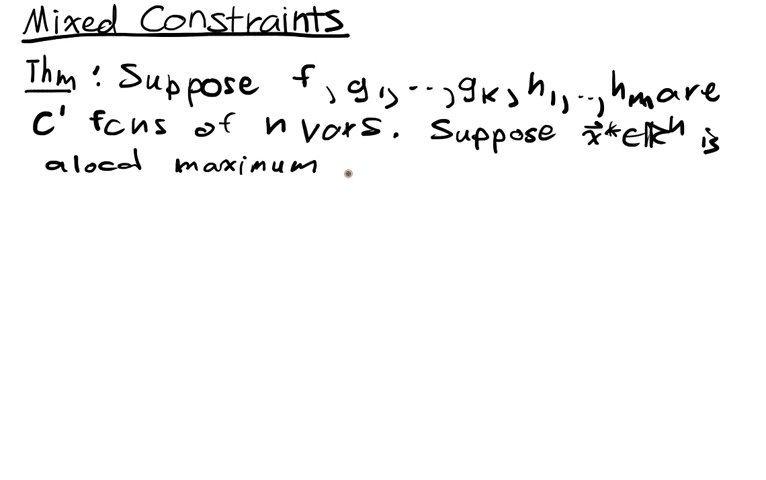 Mixed Constraints
Thm: Suppose f, g₁, .., gₖ, h₁, .., hₘ are
C' fcns of n vars. Suppose x⃗*∈ℝⁿ is
a local maximum